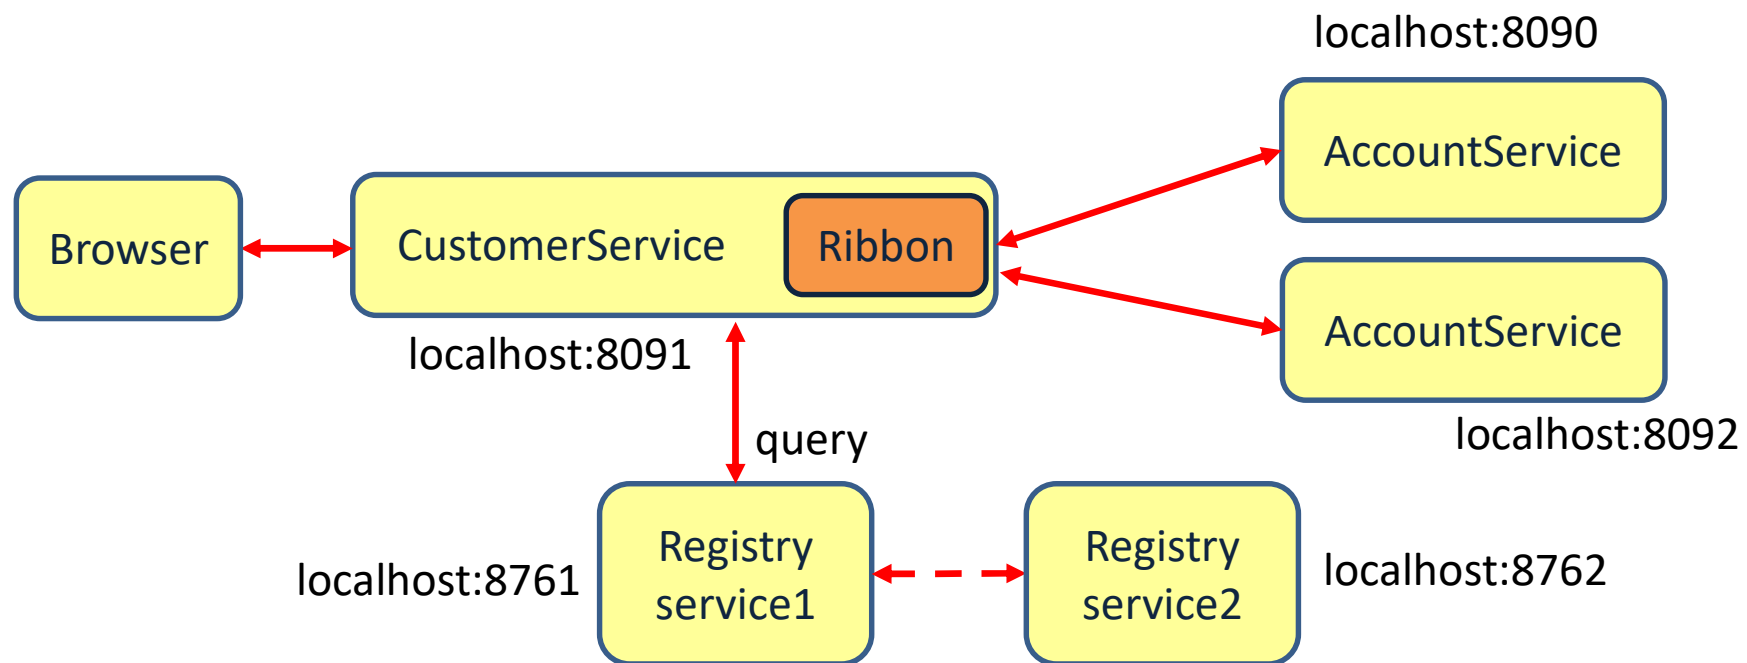 localhost:8090
AccountService
Browser
CustomerService
Ribbon
AccountService
localhost:8091
query
localhost:8092
localhost:8761
Registry
service1
Registry
service2
localhost:8762